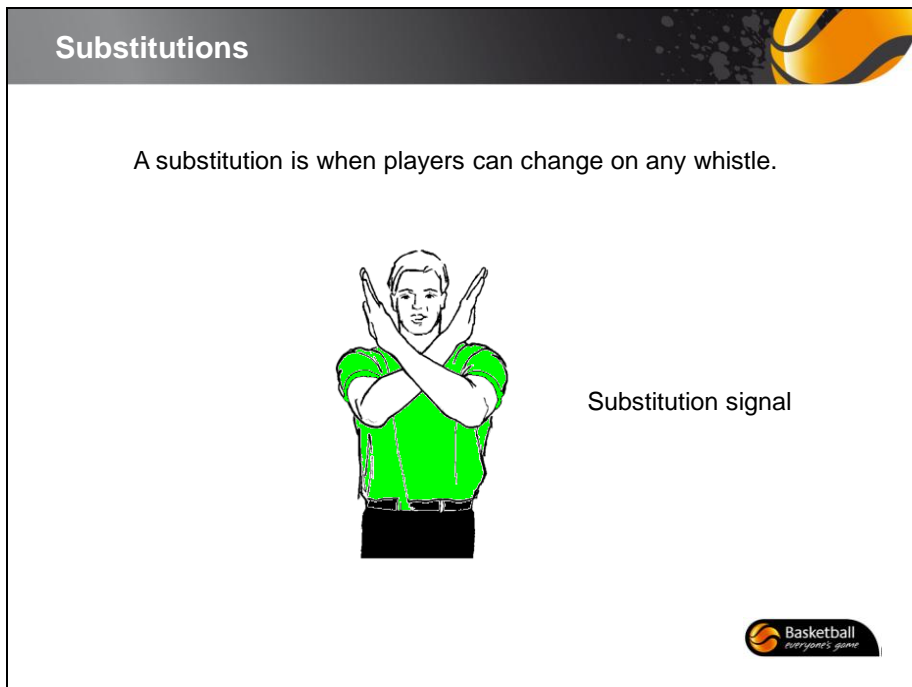 Substitutions
A substitution is when players can change on any whistle.
Substitution signal
Basketball
everyone's game